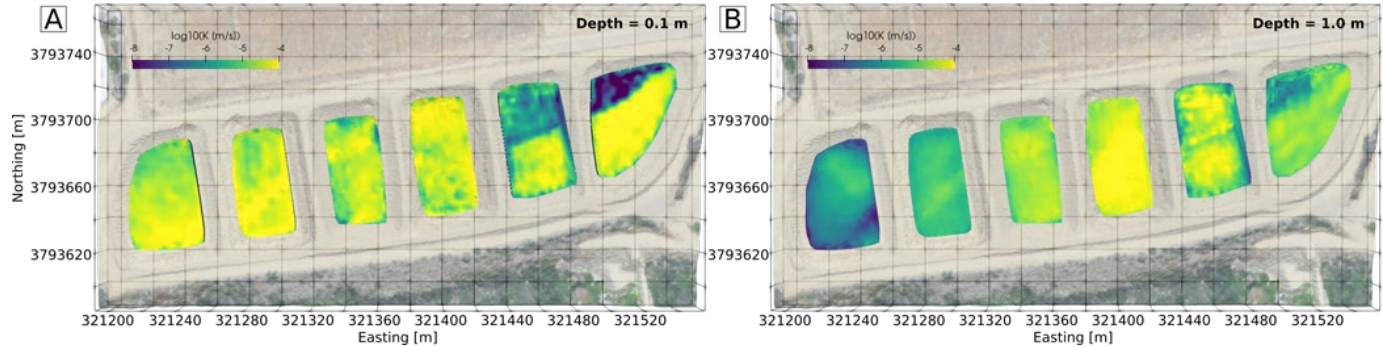 A
Depth = 0.1 m
log10(K (m/s))
-8 -7 -6 -5 -4
3793740
3793700
3793660
3793620
Northing [m]
321200 321240 321280 321320 321360 321400 321440 321480 321520
Easting [m]
B
Depth = 1.0 m
log10(K (m/s))
-8 -7 -6 -5 -4
3793740
3793700
3793660
3793620
321200 321240 321280 321320 321360 321400 321440 321480 321520
Easting [m]